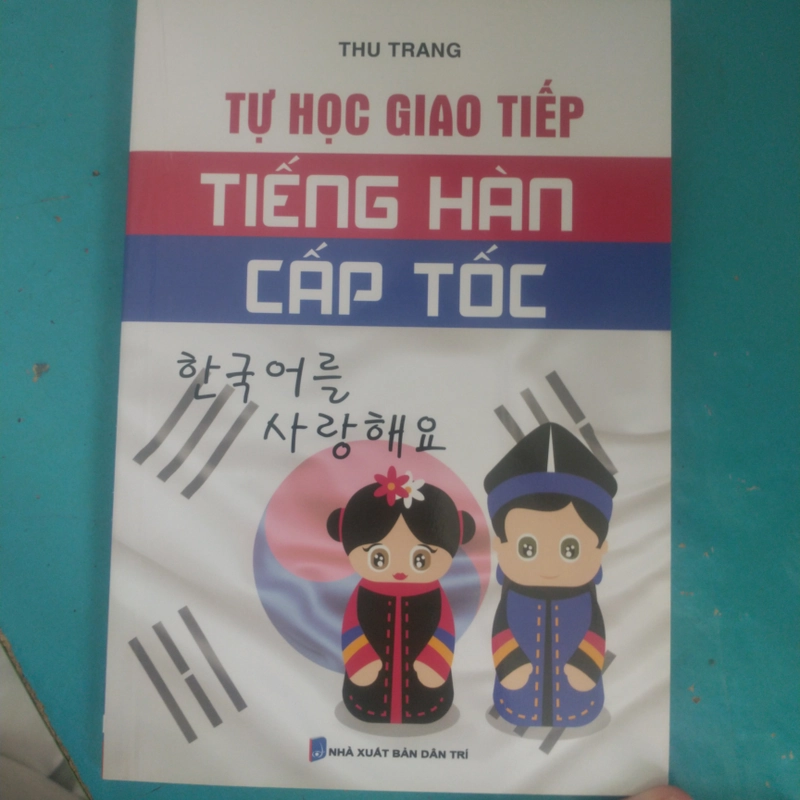 THU TRANG
TỰ HỌC GIAO TIẾP
TIẾNG HÀN
CẤP TỐC
한국어를
사랑해요
NHÀ XUẤT BẢN DÂN TRÍ